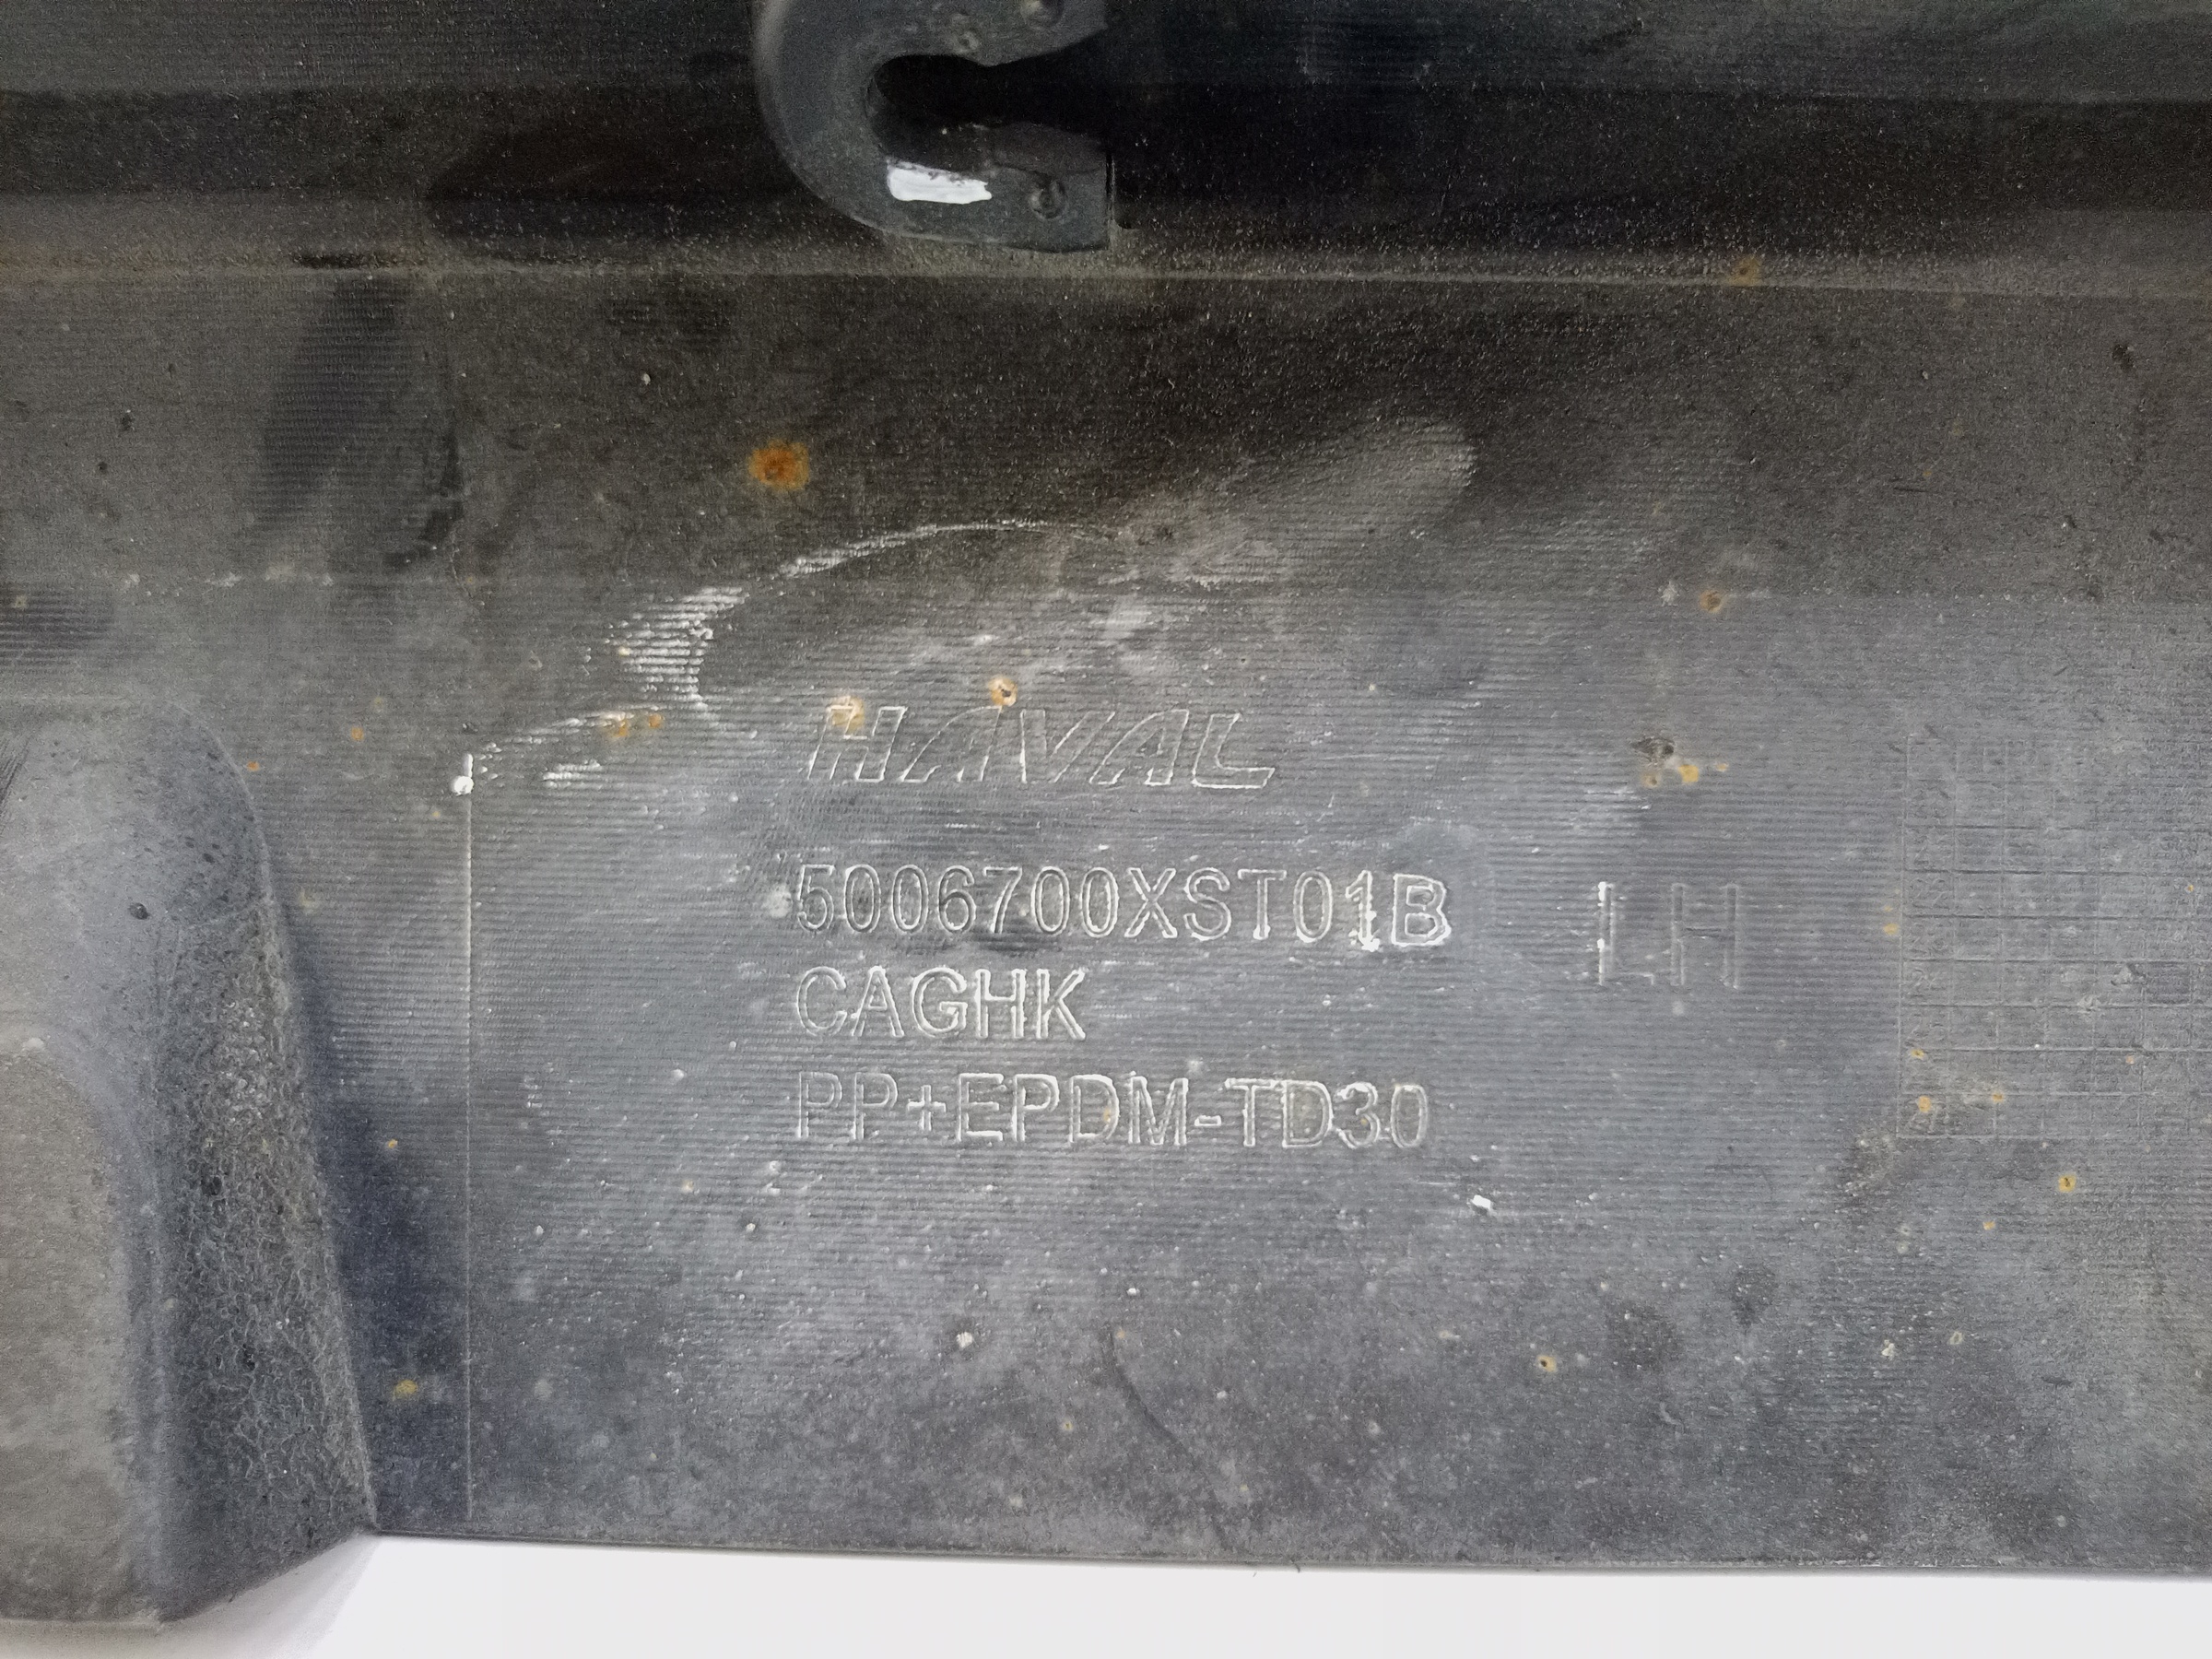 HAVAL
5006700XST01B LH
CAGHK
PP+EPDM-TD30